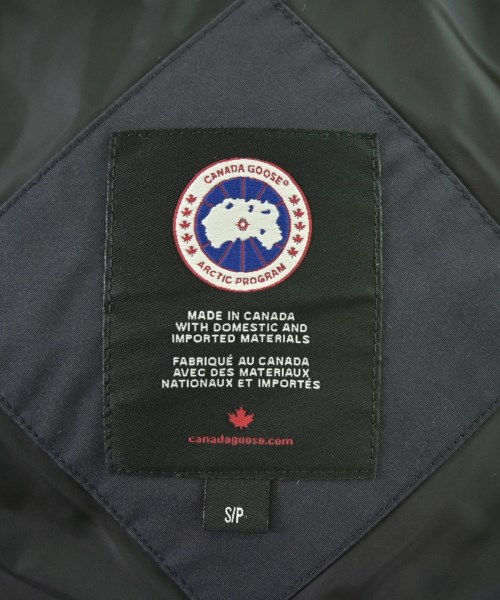 CANADA GOOSE®
ARCTIC PROGRAM
MADE IN CANADA
WITH DOMESTIC AND
IMPORTED MATERIALS
FABRIQUÉ AU CANADA
AVEC DES MATERIAUX
NATIONAUX ET IMPORTÉS
canadagoose.com
S/P